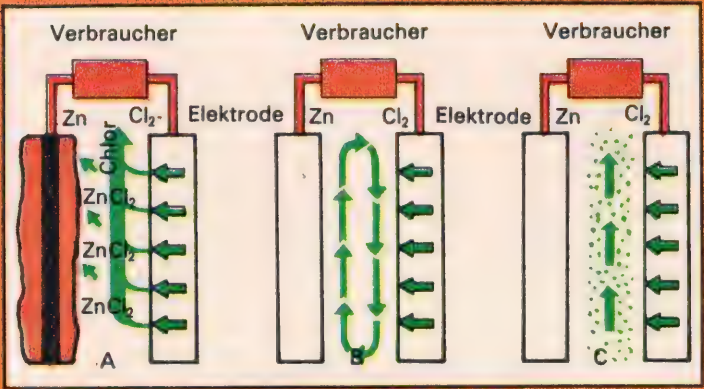 Verbraucher Verbraucher Verbraucher
Zn Cl₂- Elektrode Zn Cl₂ Elektrode Zn Cl₂
Chlor
ZnCl₂
ZnCl₂
ZnCl₂
A B C